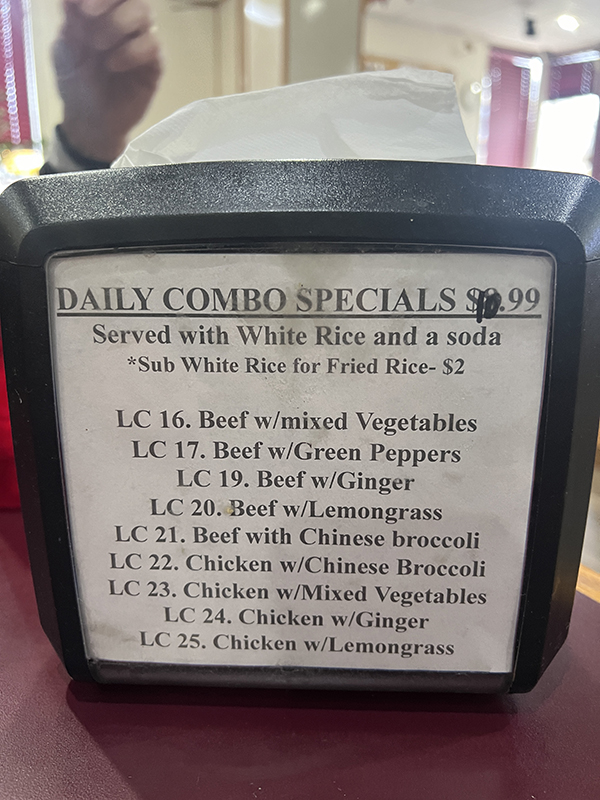 DAILY COMBO SPECIALS
Served with White Rice and a soda
*Sub White Rice for Fried Rice- $2
LC 16. Beef w/mixed Vegetables
LC 17. Beef w/Green Peppers
LC 19. Beef w/Ginger
LC 20. Beef w/Lemongrass
LC 21. Beef with Chinese broccoli
LC 22. Chicken w/Chinese Broccoli
LC 23. Chicken w/Mixed Vegetables
LC 24. Chicken w/Ginger
LC 25. Chicken w/Lemongrass